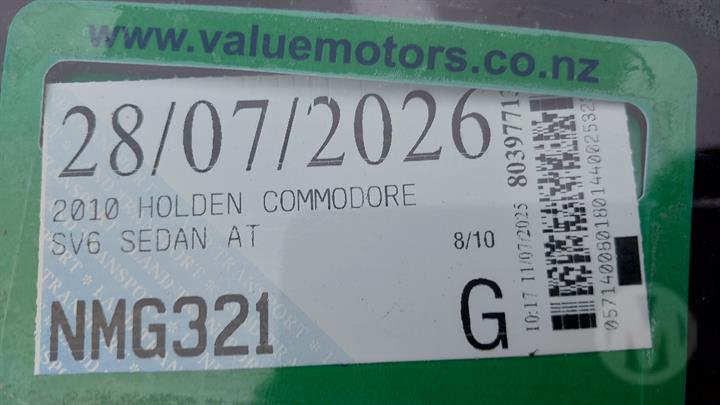 www.valuemotors.co.nz
28/07/2026
2010 HOLDEN COMMODORE
SV6 SEDAN AT
8/10
NMG321
G
10:17 11/07/2025